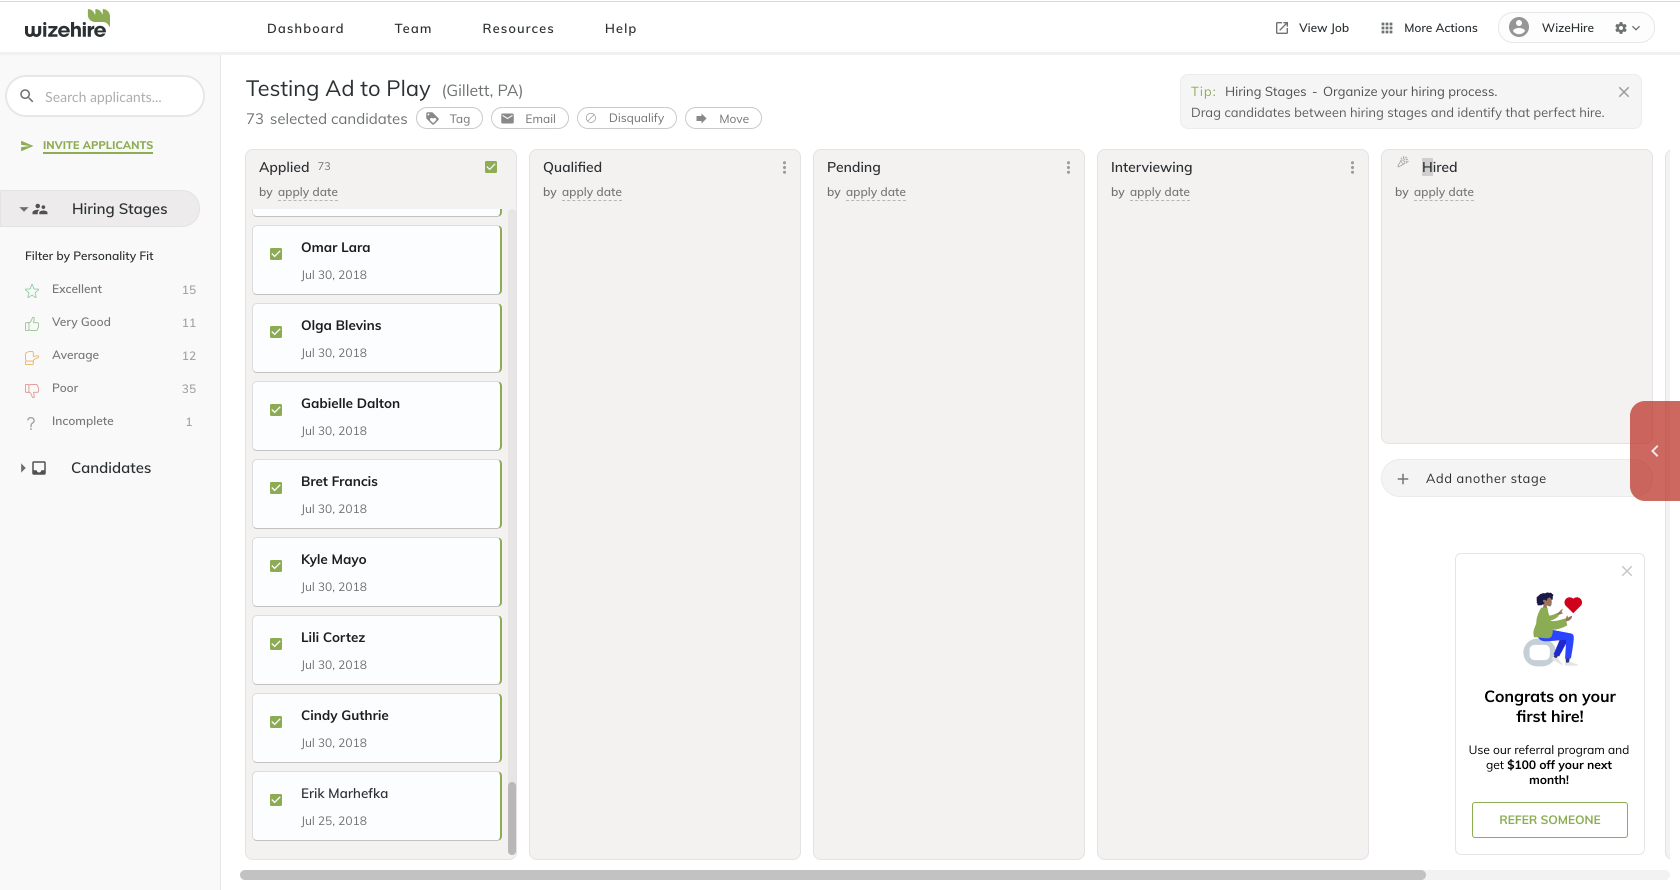 wizehire
Dashboard
Team
Resources
Help
View Job
More Actions
WizeHire
Search applicants...
INVITE APPLICANTS
Hiring Stages
Filter by Personality Fit
Excellent 15
Very Good 11
Average 12
Poor 35
Incomplete 1
Candidates
Testing Ad to Play (Gillett, PA)
73 selected candidates
Tag
Email
Disqualify
Move
Tip: Hiring Stages - Organize your hiring process.
Drag candidates between hiring stages and identify that perfect hire.
Applied 73
by apply date
Omar Lara
Jul 30, 2018
Olga Blevins
Jul 30, 2018
Gabielle Dalton
Jul 30, 2018
Bret Francis
Jul 30, 2018
Kyle Mayo
Jul 30, 2018
Lili Cortez
Jul 30, 2018
Cindy Guthrie
Jul 30, 2018
Erik Marhefka
Jul 25, 2018
Qualified
by apply date
Pending
by apply date
Interviewing
by apply date
Hired
by apply date
+ Add another stage
Congrats on your
first hire!
Use our referral program and
get $100 off your next
month!
REFER SOMEONE